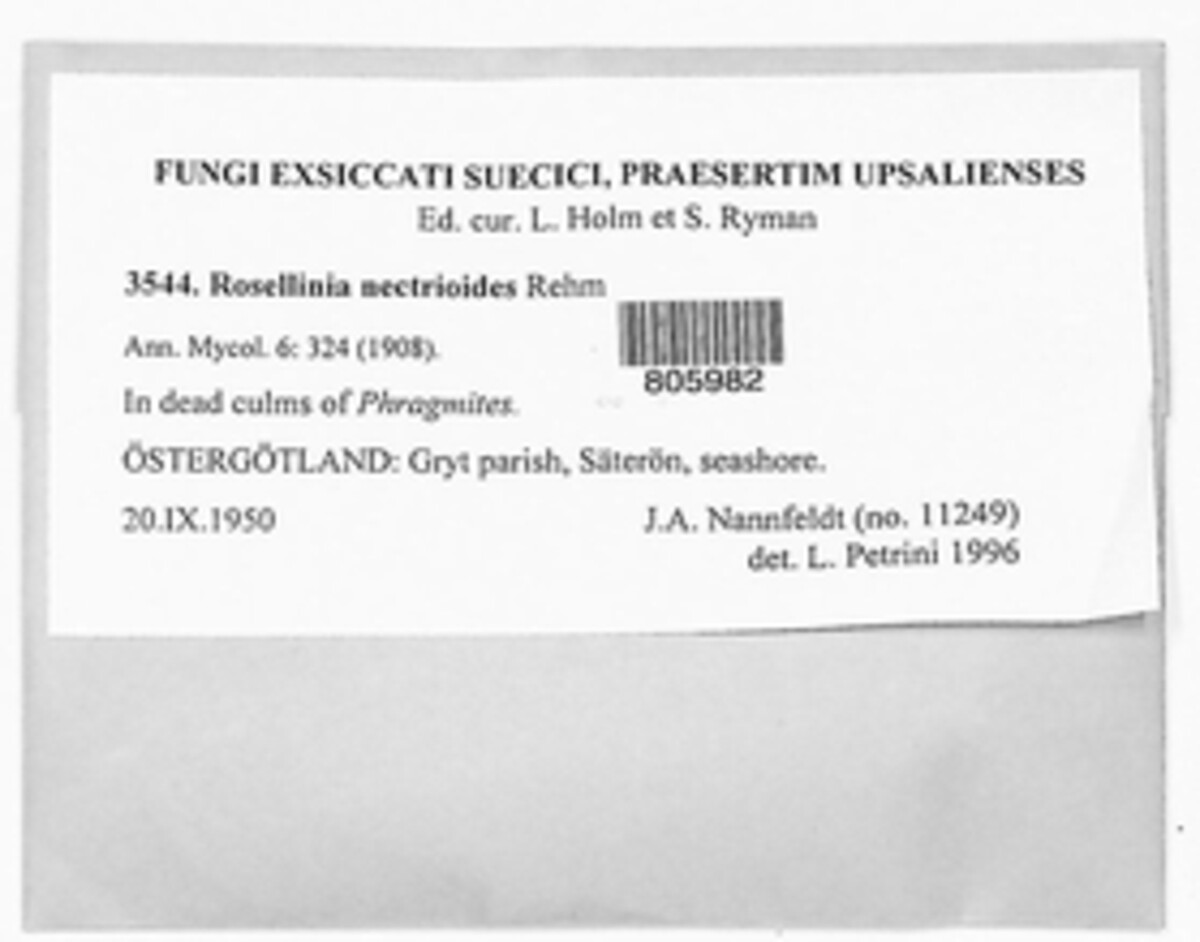 FUNGI EXSICCATI SUECICI, PRAESERTIM UPSALIENSES
Ed. cur. L. Holm et S. Ryman
3544. Rosellinia nectrioides Rehm
Ann. Mycol. 6: 324 (1908).
805982
In dead culms of Phragmites.
ÖSTERGÖTLAND: Gryt parish, Säterön, seashore.
20.IX.1950 J.A. Nannfeldt (no. 11249)
det. L. Petrini 1996